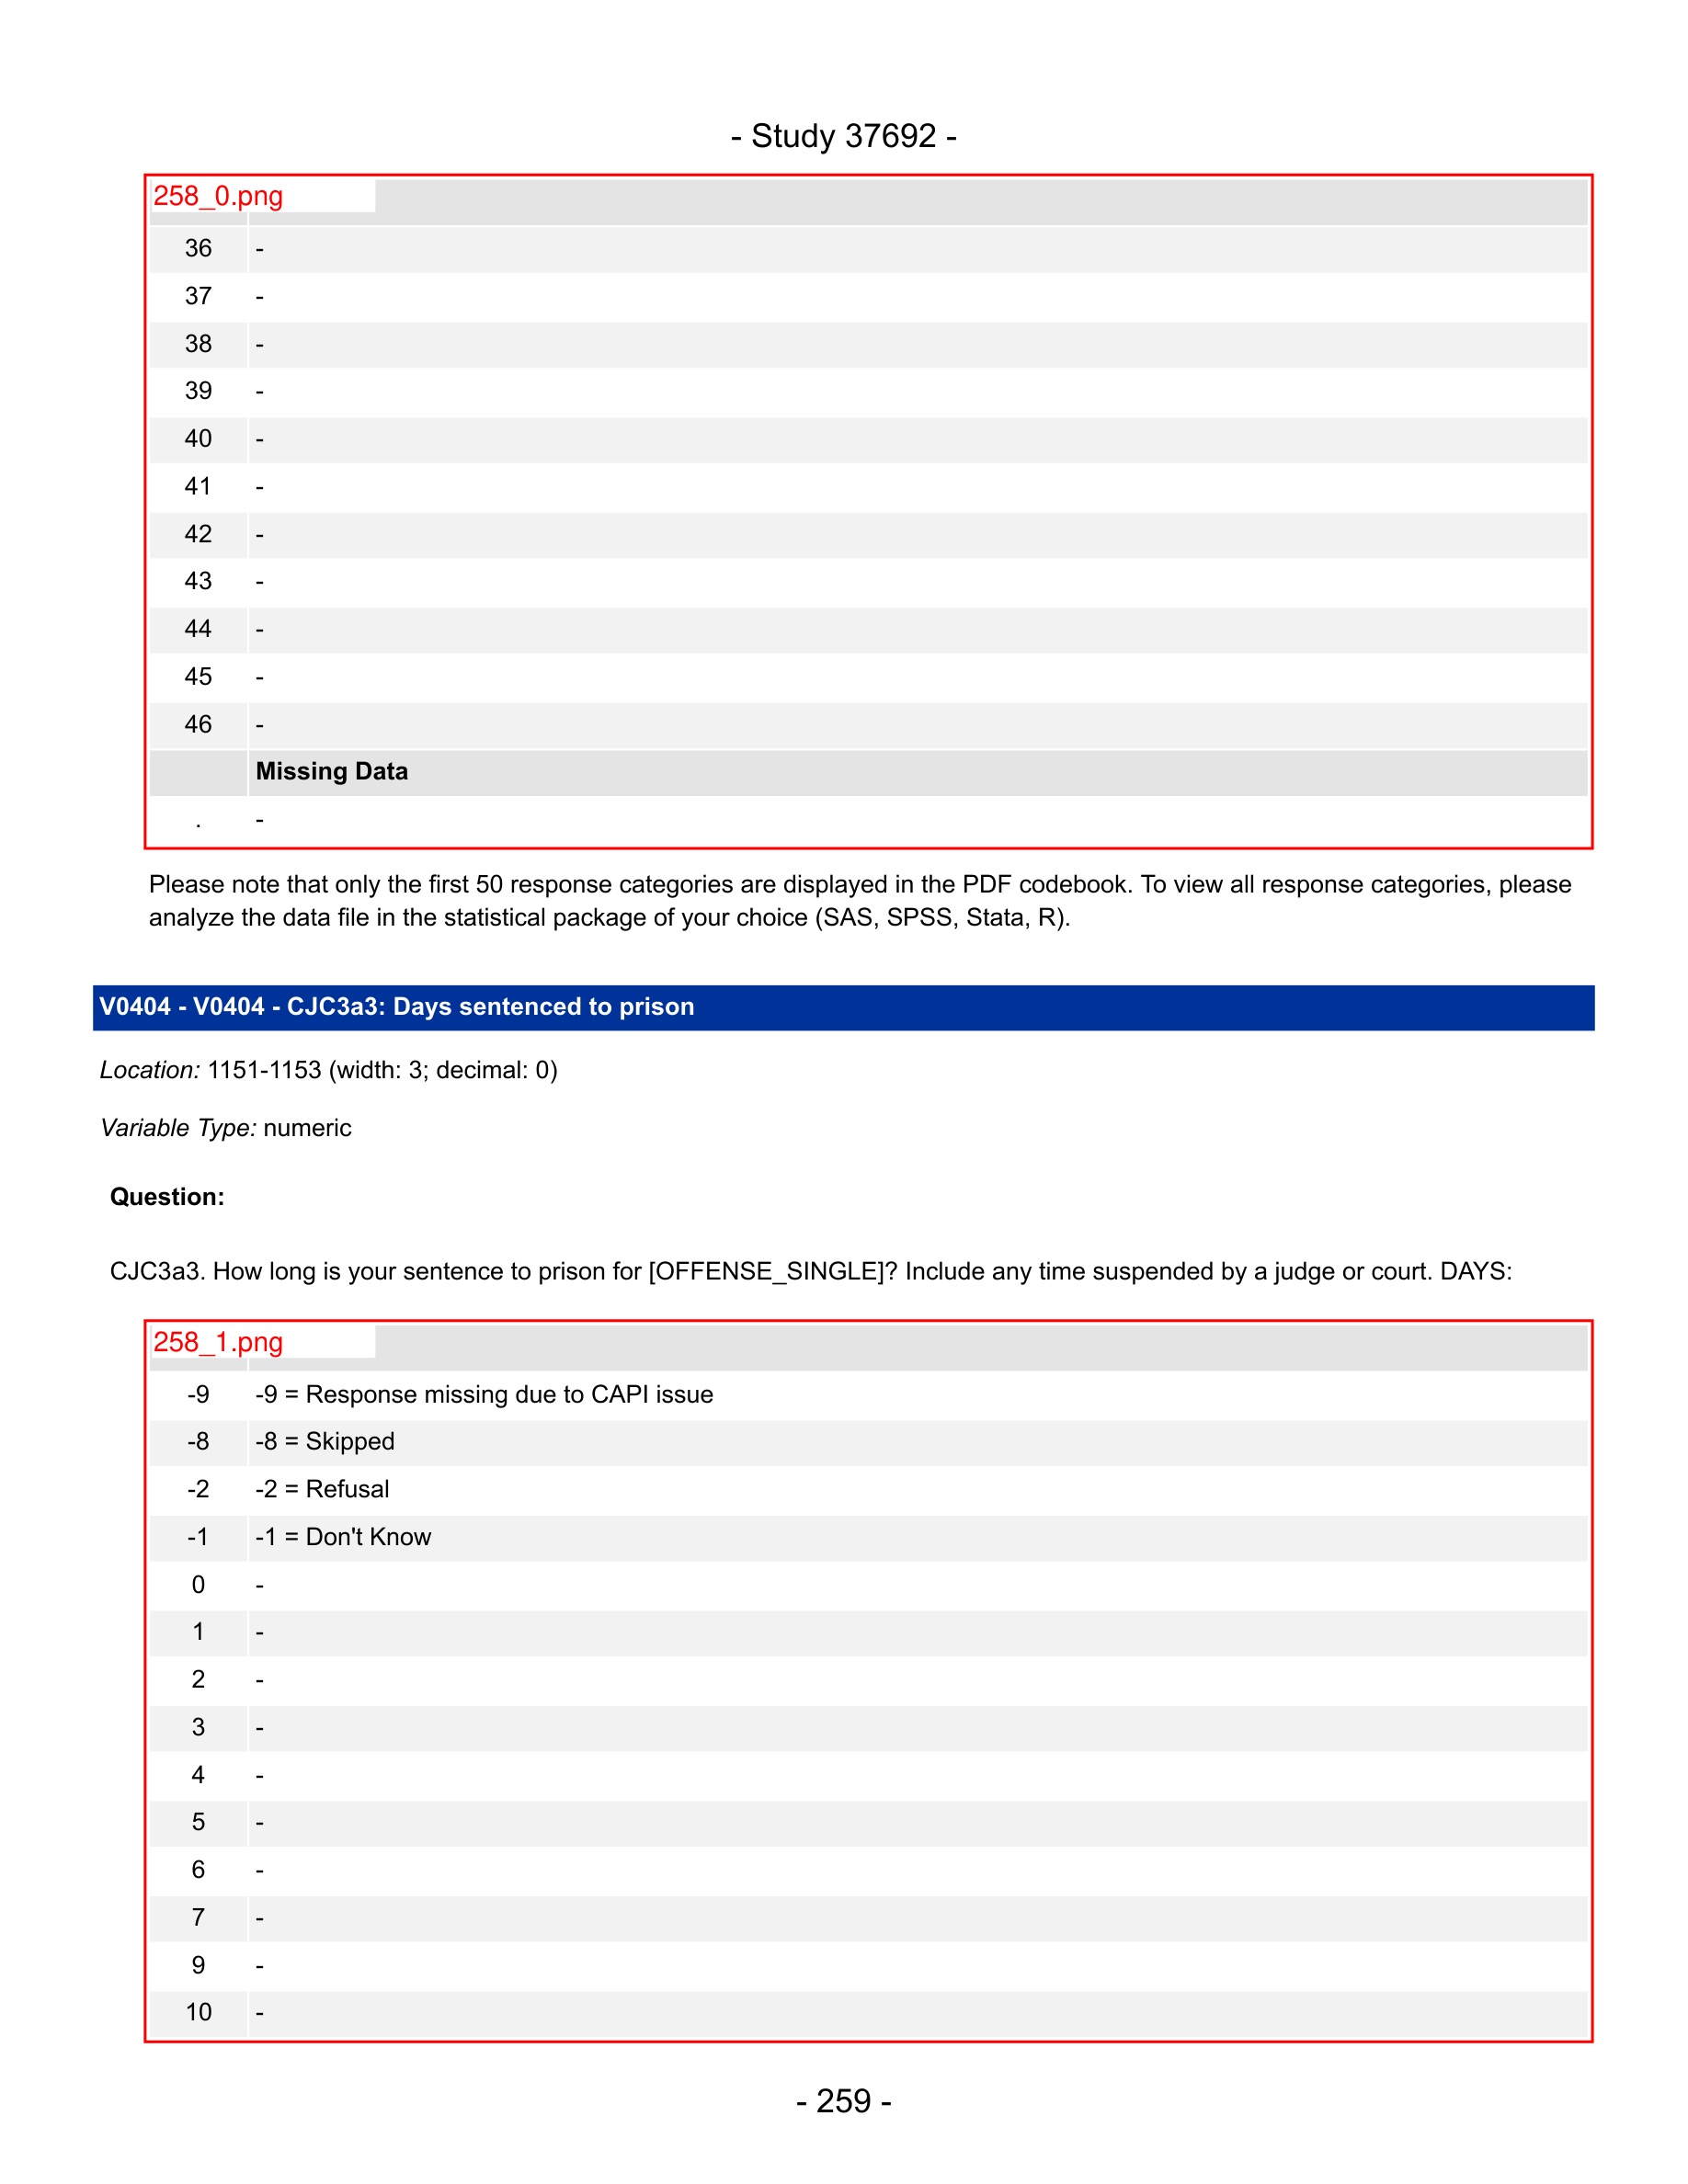 - Study 37692 -
258_0.png
36 -
37 -
38 -
39 -
40 -
41 -
42 -
43 -
44 -
45 -
46 -
Missing Data
. -
Please note that only the first 50 response categories are displayed in the PDF codebook. To view all response categories, please
analyze the data file in the statistical package of your choice (SAS, SPSS, Stata, R).
V0404 - V0404 - CJC3a3: Days sentenced to prison
Location: 1151-1153 (width: 3; decimal: 0)
Variable Type: numeric
Question:
CJC3a3. How long is your sentence to prison for [OFFENSE_SINGLE]? Include any time suspended by a judge or court. DAYS:
258_1.png
-9 -9 = Response missing due to CAPI issue
-8 -8 = Skipped
-2 -2 = Refusal
-1 -1 = Don't Know
0 -
1 -
2 -
3 -
4 -
5 -
6 -
7 -
9 -
10 -
- 259 -